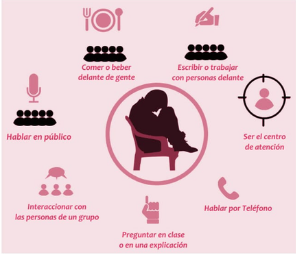 Comer o beber
delante de gente
Escribir o trabajar
con personas delante
Hablar en público
Ser el centro
de atención
Interaccionar con
las personas de un grupo
Hablar por Teléfono
Preguntar en clase
o en una explicación